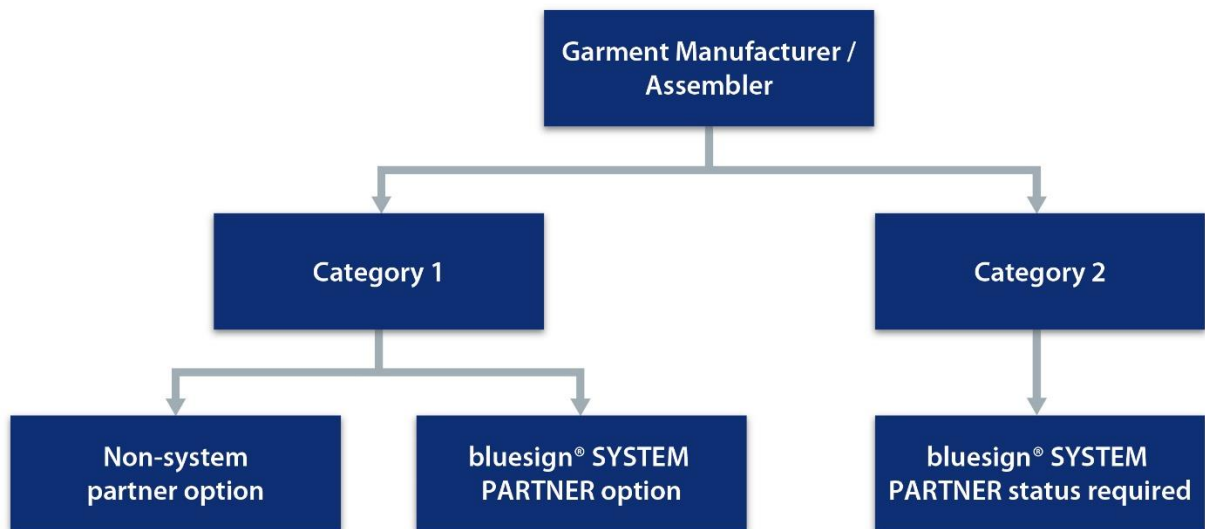 Garment Manufacturer /
Assembler
Category 1
Category 2
Non-system
partner option
bluesign® SYSTEM
PARTNER option
bluesign® SYSTEM
PARTNER status required